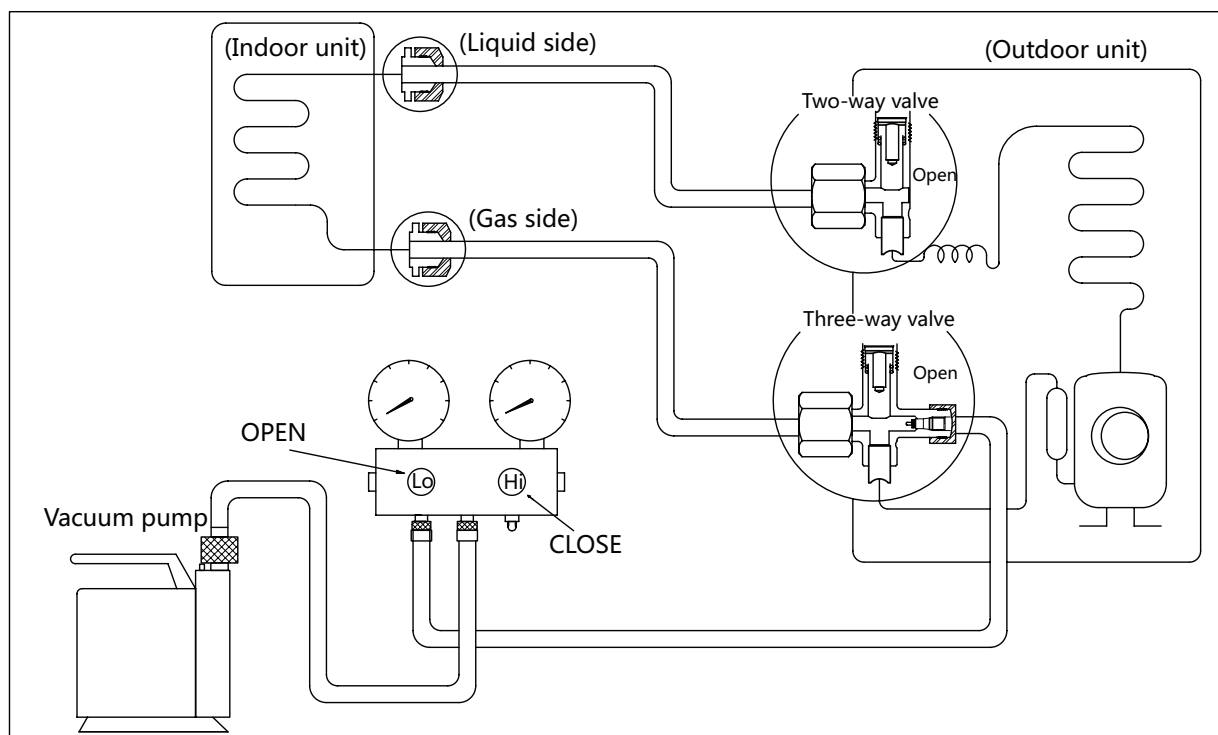 (Indoor unit)
(Liquid side)
(Outdoor unit)
Two-way valve
Open
(Gas side)
Three-way valve
Open
OPEN
Lo
Hi
CLOSE
Vacuum pump